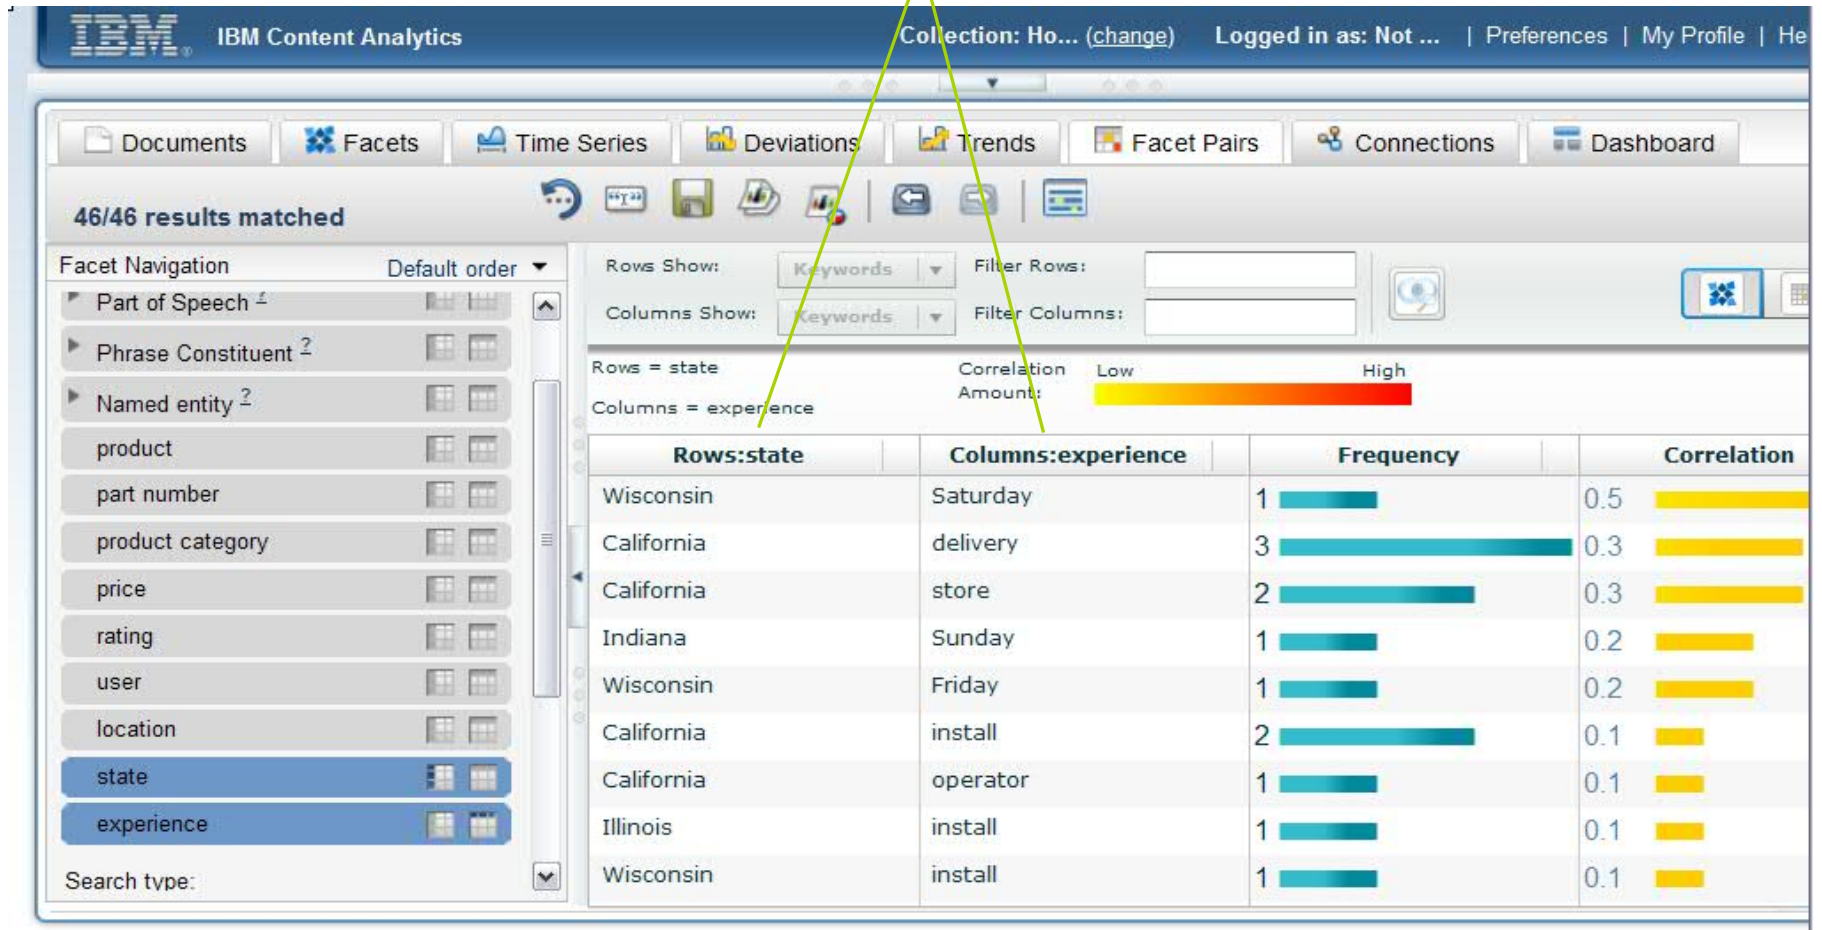 IBM® IBM Content Analytics Collection: Ho... (change) Logged in as: Not ... | Preferences | My Profile | He
Documents Facets Time Series Deviations Trends Facet Pairs Connections Dashboard
46/46 results matched
Facet Navigation Default order
Part of Speech ?
Phrase Constituent ?
Named entity ?
product
part number
product category
price
rating
user
location
state
experience
Search type:
Rows Show: Keywords Filter Rows:
Columns Show: Keywords Filter Columns:
Rows = state
Columns = experience
Correlation Amount: Low High
Rows:state Columns:experience Frequency Correlation
Wisconsin Saturday 1 0.5
California delivery 3 0.3
California store 2 0.3
Indiana Sunday 1 0.2
Wisconsin Friday 1 0.2
California install 2 0.1
California operator 1 0.1
Illinois install 1 0.1
Wisconsin install 1 0.1